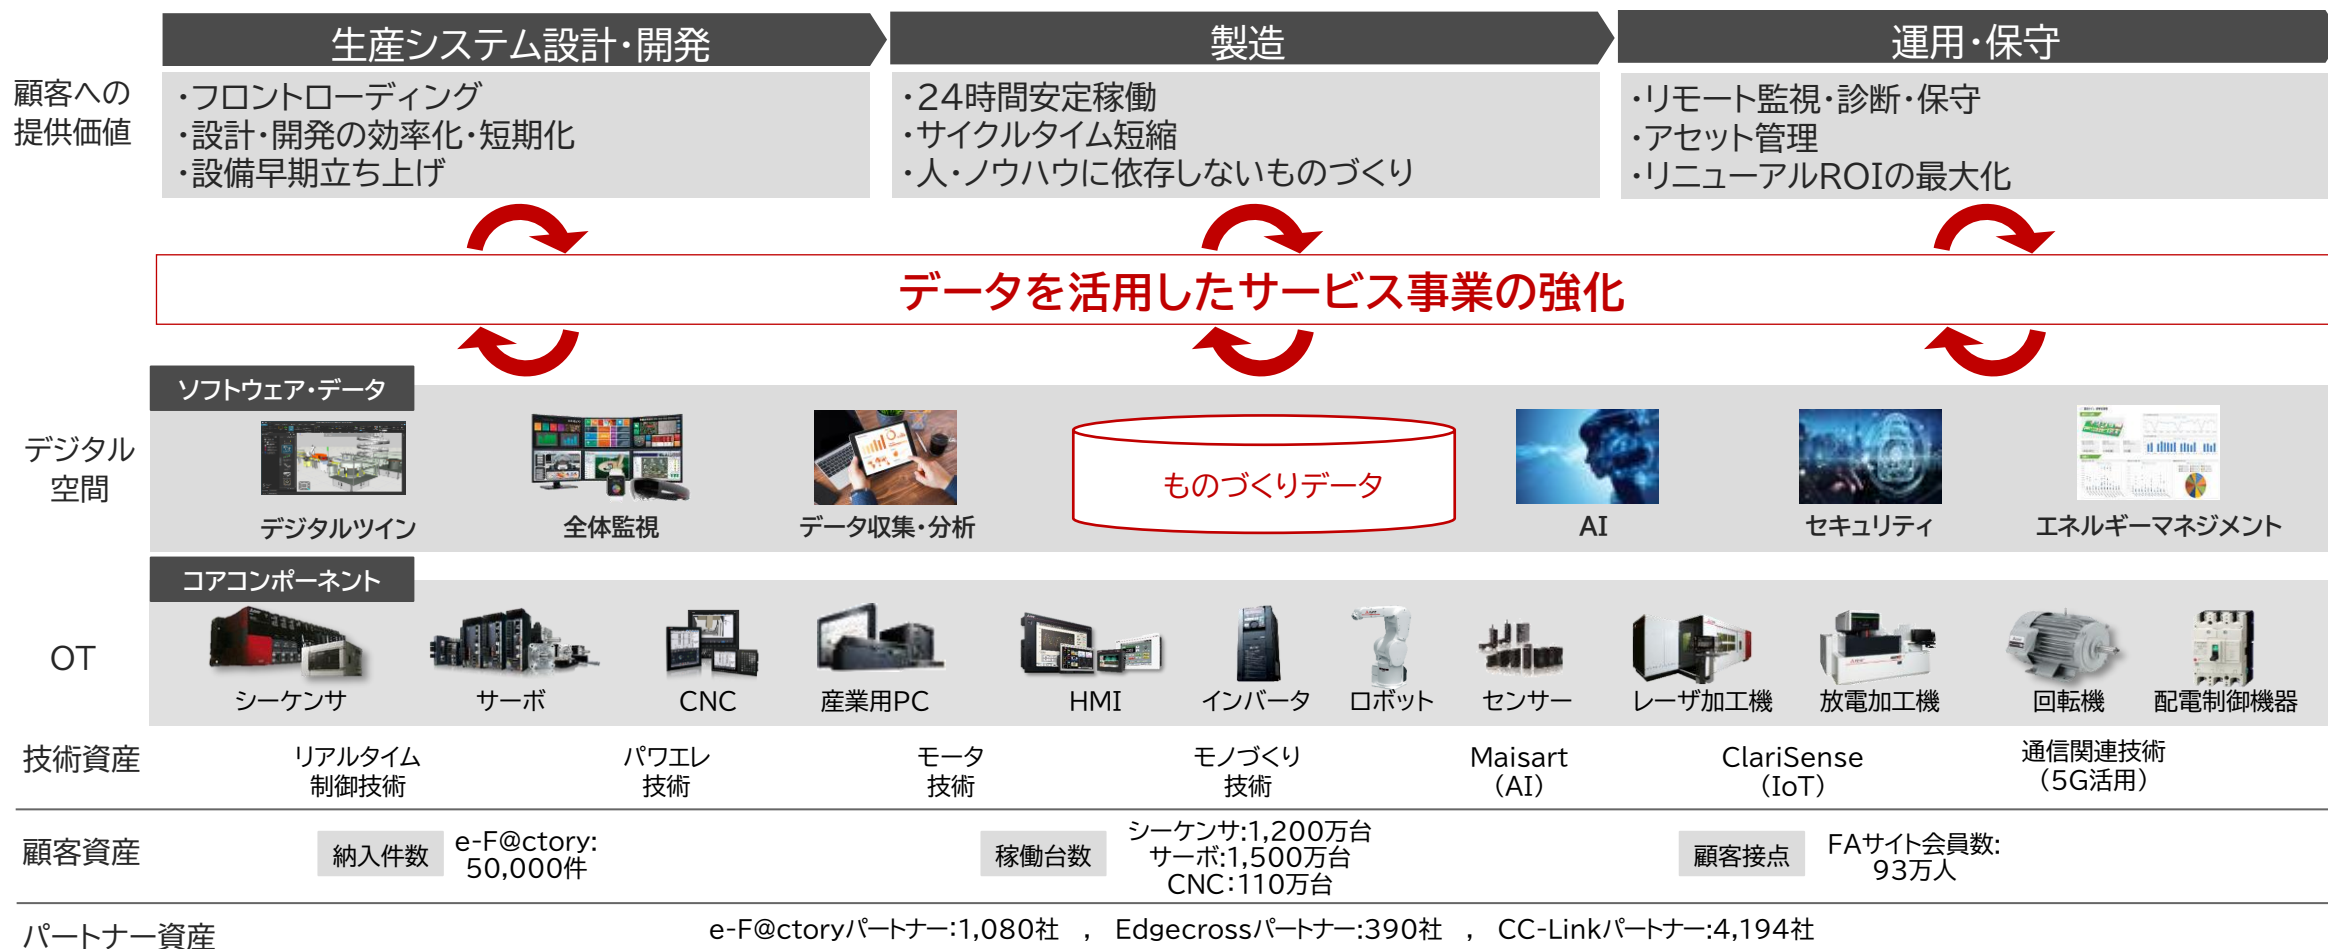 生産システム設計・開発
製造
運用・保守
顧客への
提供価値
・フロントローディング
・設計・開発の効率化・短期化
・設備早期立ち上げ
・24時間安定稼働
・サイクルタイム短縮
・人・ノウハウに依存しないものづくり
・リモート監視・診断・保守
・アセット管理
・リニューアルROIの最大化
データを活用したサービス事業の強化
ソフトウェア・データ
デジタル
空間
デジタルツイン
全体監視
データ収集・分析
ものづくりデータ
AI
セキュリティ
エネルギーマネジメント
コアコンポーネント
OT
シーケンサ
サーボ
CNC
産業用PC
HMI
インバータ
ロボット
センサー
レーザ加工機
放電加工機
回転機
配電制御機器
技術資産
リアルタイム
制御技術
パワエレ
技術
モータ
技術
モノづくり
技術
Maisart
(AI)
ClariSense
(IoT)
通信関連技術
(5G活用)
顧客資産
納入件数
e-F@ctory:
50,000件
稼働台数
シーケンサ:1,200万台
サーボ:1,500万台
CNC:110万台
顧客接点
FAサイト会員数:
93万人
パートナー資産
e-F@ctoryパートナー:1,080社 , Edgecrossパートナー:390社 , CC-Linkパートナー:4,194社